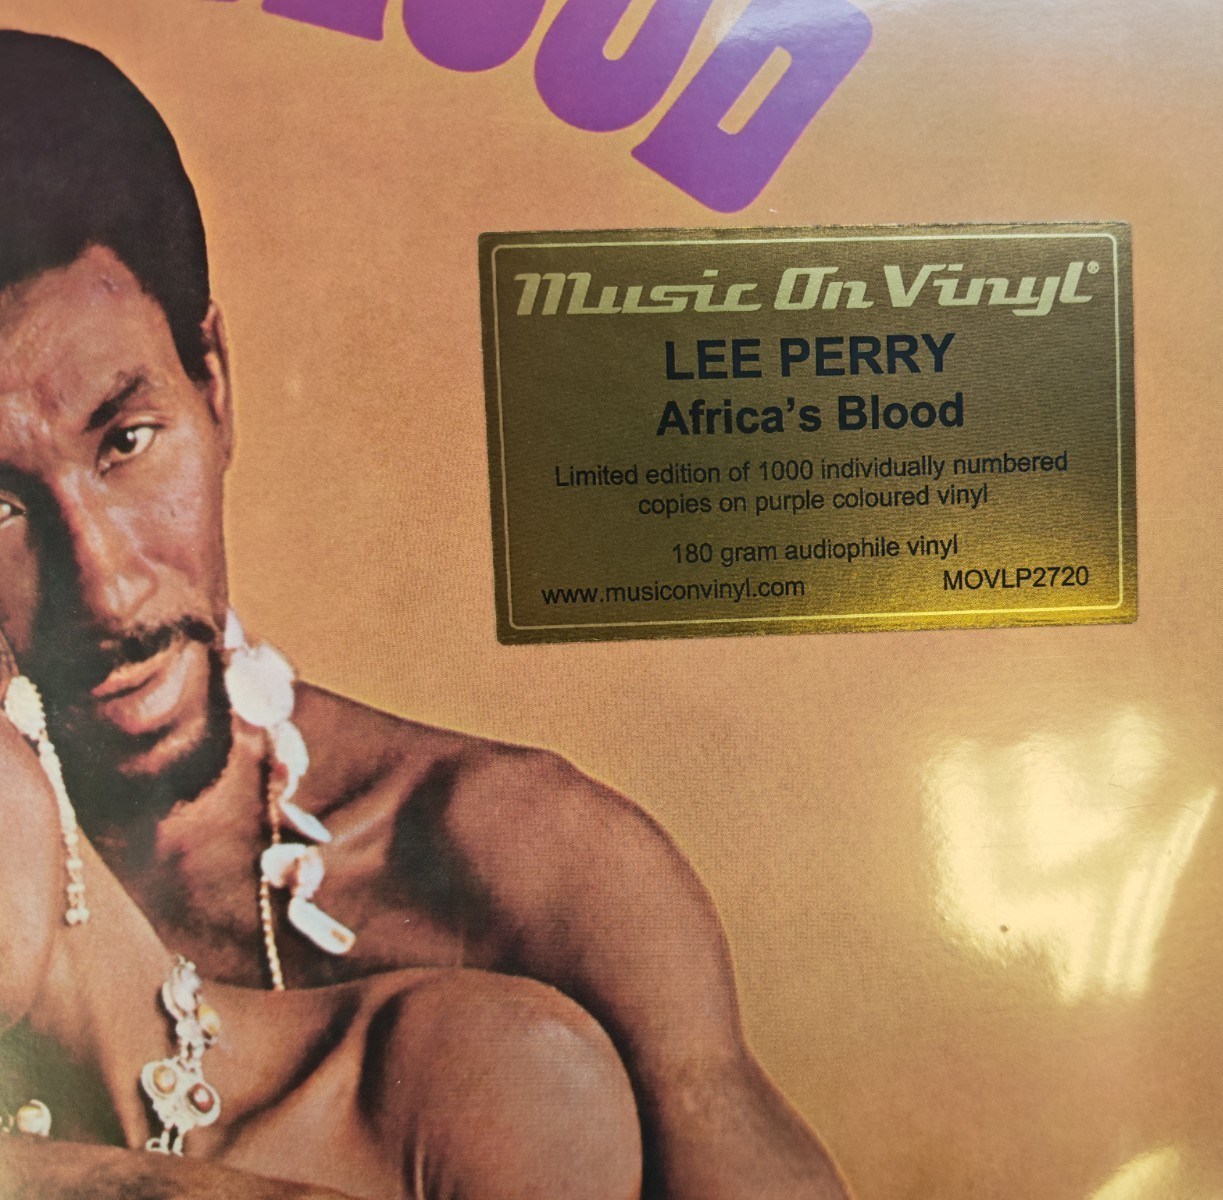 LOOD
Music On Vinyl®
LEE PERRY
Africa's Blood
Limited edition of 1000 individually numbered
copies on purple coloured vinyl
180 gram audiophile vinyl
www.musiconvinyl.com MOVLP2720